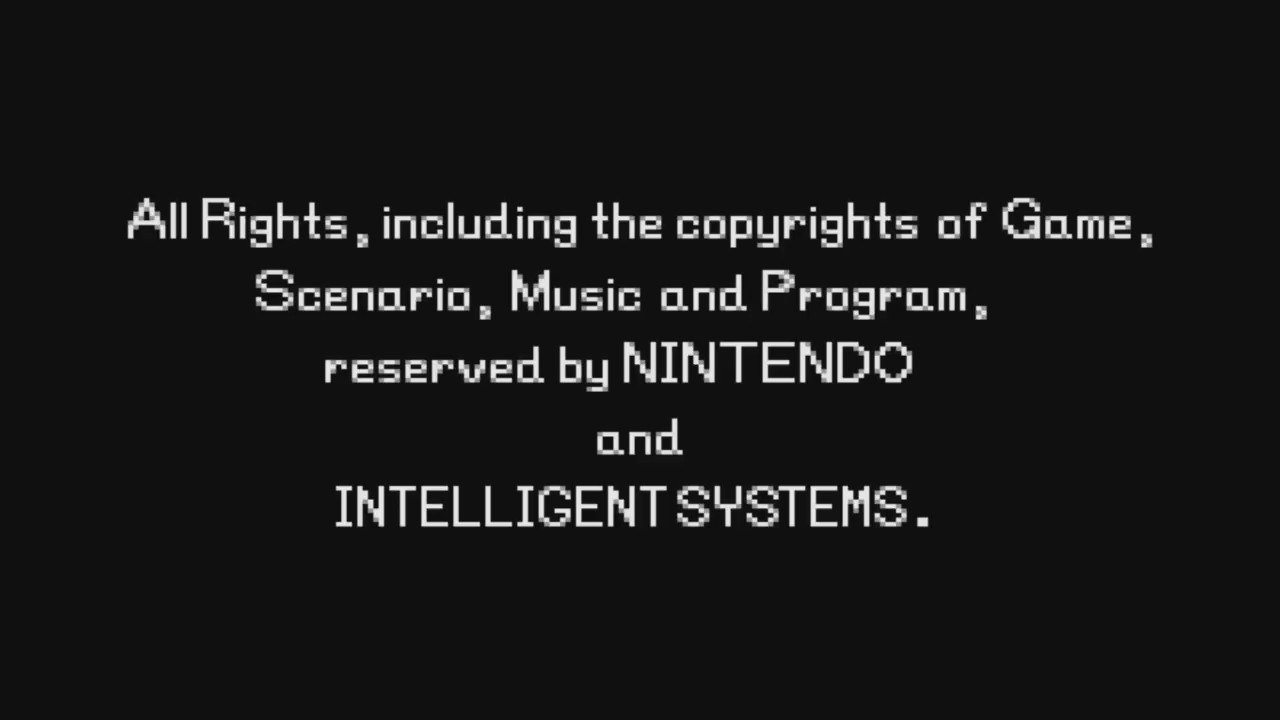 All Rights, including the copyrights of Game,
Scenario, Music and Program,
reserved by NINTENDO
and
INTELLIGENT SYSTEMS.